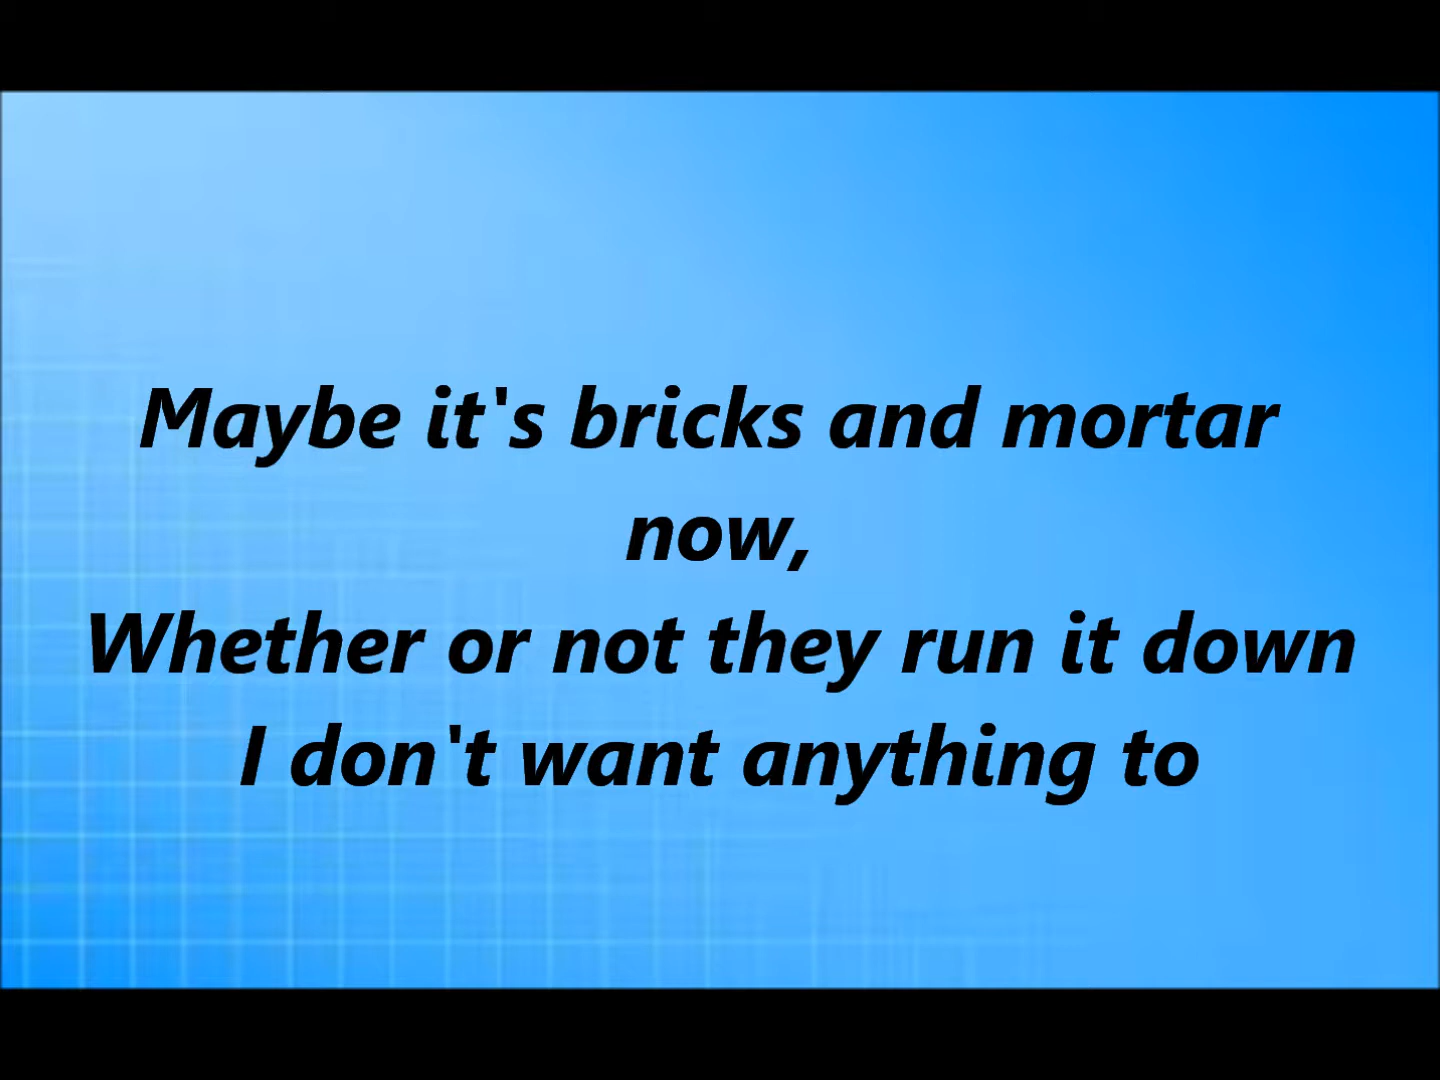 Maybe it's bricks and mortar
now,
Whether or not they run it down
I don't want anything to